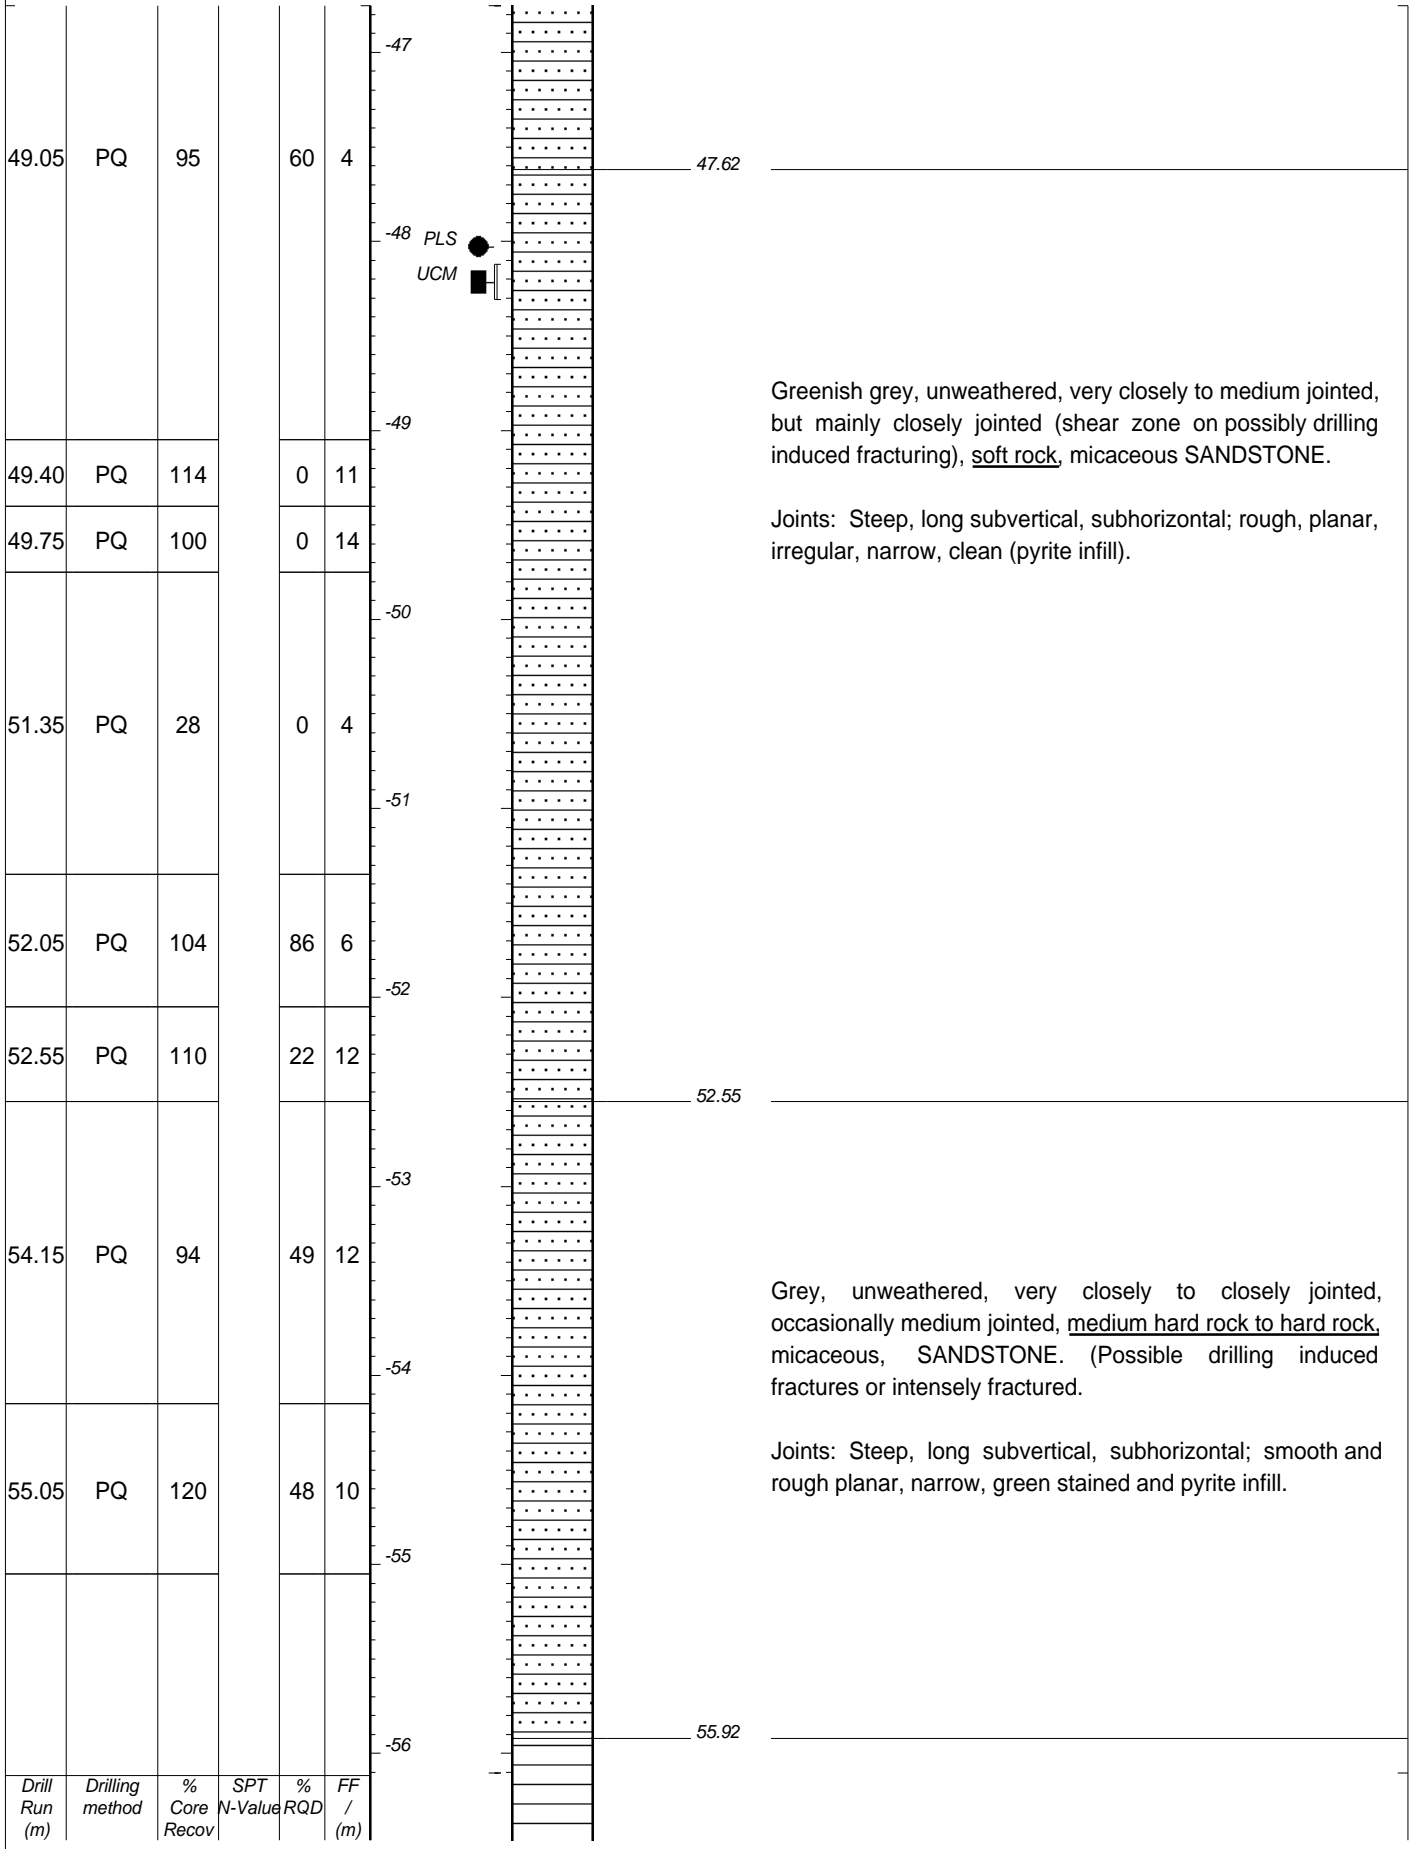 -47
49.05 PQ 95 60 4
47.62
-48 PLS
UCM
Greenish grey, unweathered, very closely to medium jointed,
but mainly closely jointed (shear zone on possibly drilling
induced fracturing), soft rock, micaceous SANDSTONE.
-49
49.40 PQ 114 0 11
Joints: Steep, long subvertical, subhorizontal; rough, planar,
irregular, narrow, clean (pyrite infill).
49.75 PQ 100 0 14
-50
51.35 PQ 28 0 4
-51
52.05 PQ 104 86 6
-52
52.55 PQ 110 22 12
52.55
-53
54.15 PQ 94 49 12
Grey, unweathered, very closely to closely jointed,
occasionally medium jointed, medium hard rock to hard rock,
micaceous, SANDSTONE. (Possible drilling induced
fractures or intensely fractured.
-54
Joints: Steep, long subvertical, subhorizontal; smooth and
rough planar, narrow, green stained and pyrite infill.
55.05 PQ 120 48 10
-55
55.92
-56
Drill Drilling % SPT % FF
Run method Core N-Value RQD /
(m) Recov (m)